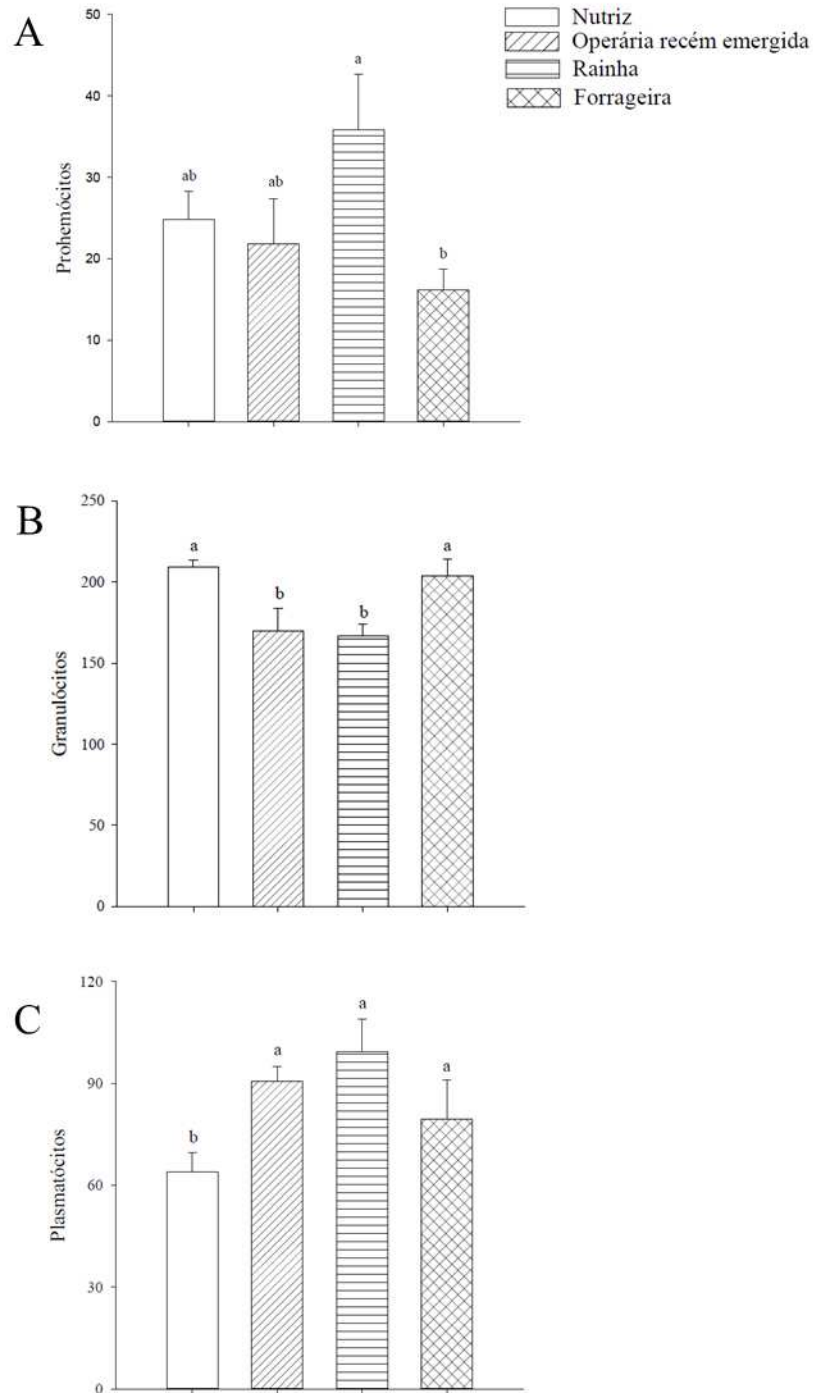 A
50
40
30
20
10
0
Prohemócitos
ab
ab
a
b
Nutriz
Operária recém emergida
Rainha
Forrageira
B
250
200
150
100
50
0
Granulócitos
a
b
b
a
C
120
90
60
30
0
Plasmatócitos
b
a
a
a